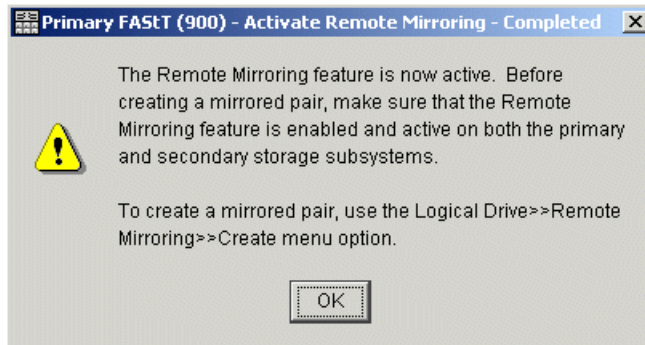 Primary FAStT (900) - Activate Remote Mirroring - Completed
The Remote Mirroring feature is now active.  Before
creating a mirrored pair, make sure that the Remote
Mirroring feature is enabled and active on both the primary
and secondary storage subsystems.
To create a mirrored pair, use the Logical Drive>>Remote
Mirroring>>Create menu option.
OK